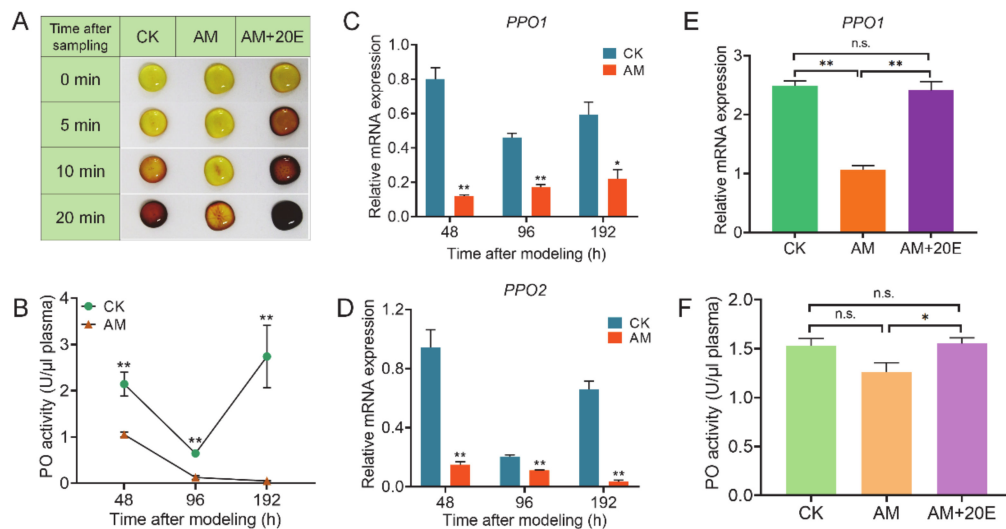 A
Time after sampling CK AM AM+20E
0 min
5 min
10 min
20 min
B
CK
AM
PO activity (U/μl plasma)
4
3
2
1
0
** ** **
48 96 192
Time after modeling (h)
C
PPO1
CK
AM
Relative mRNA expression
1.0
0.8
0.6
0.4
0.2
0.0
** ** *
48 96 192
Time after modeling (h)
D
PPO2
CK
AM
Relative mRNA expression
1.2
0.9
0.6
0.3
0.0
** ** **
48 96 192
Time after modeling (h)
E
PPO1
n.s.
** **
Relative mRNA expression
3
2
1
0
CK AM AM+20E
F
n.s.
n.s. *
PO activity (U/μl plasma)
2.0
1.5
1.0
0.5
0.0
CK AM AM+20E